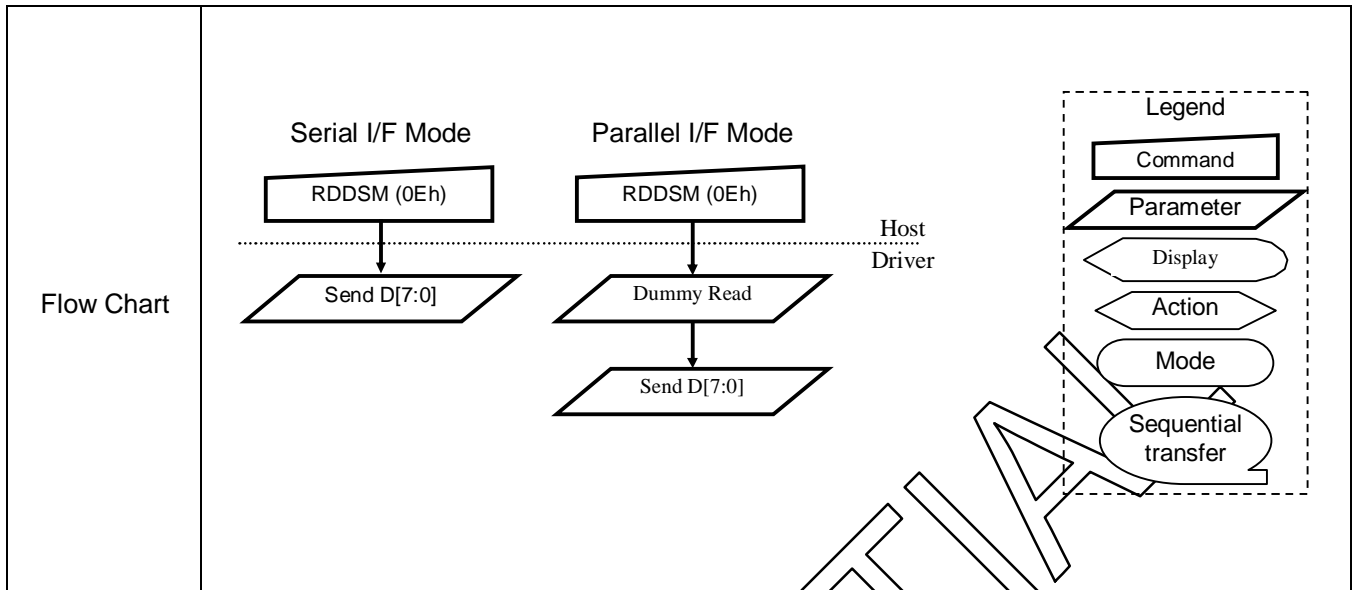 Flow Chart
Serial I/F Mode
RDDSM (0Eh)
Send D[7:0]
Parallel I/F Mode
RDDSM (0Eh)
Dummy Read
Send D[7:0]
Host
Driver
Legend
Command
Parameter
Display
Action
Mode
Sequential
transfer
TIAL